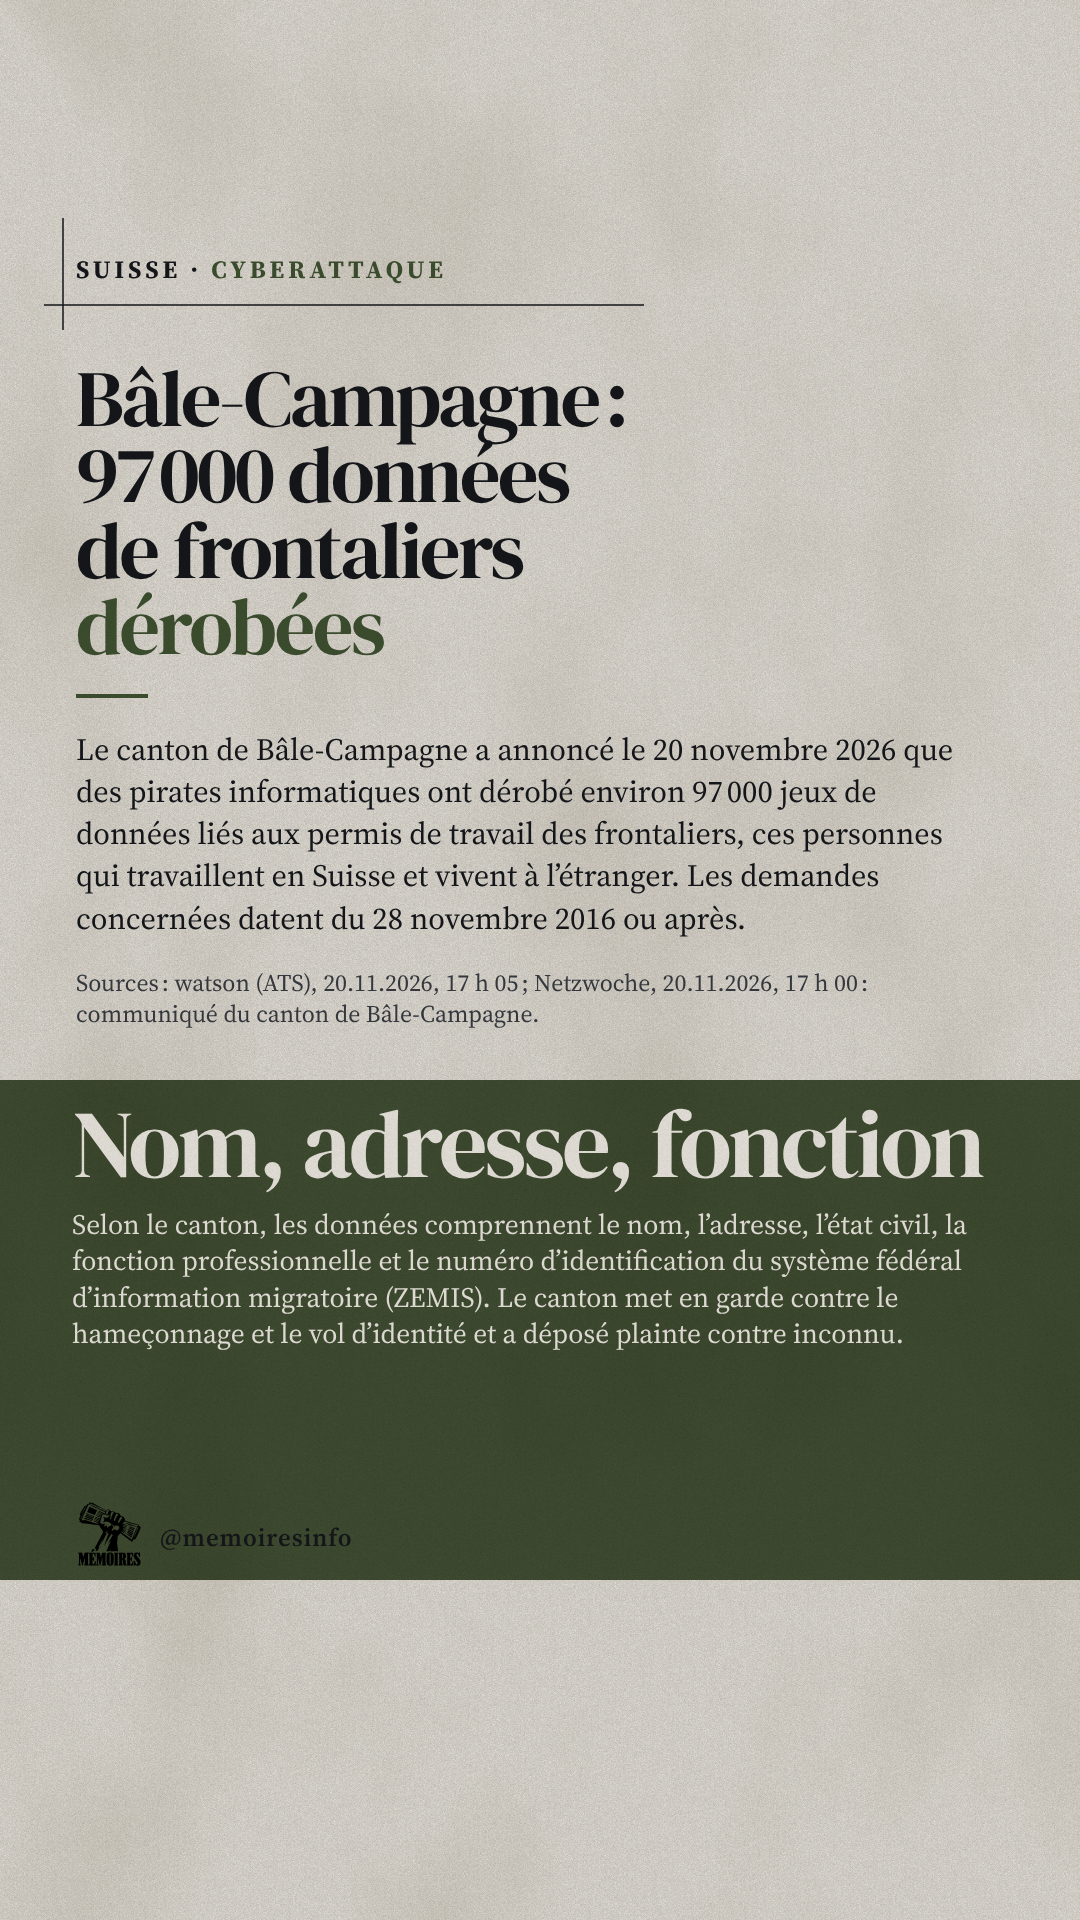 SUISSE · CYBERATTAQUE
Bâle-Campagne :
97 000 données
de frontaliers
dérobées
Le canton de Bâle-Campagne a annoncé le 20 novembre 2026 que
des pirates informatiques ont dérobé environ 97 000 jeux de
données liés aux permis de travail des frontaliers, ces personnes
qui travaillent en Suisse et vivent à l’étranger. Les demandes
concernées datent du 28 novembre 2016 ou après.
Sources : watson (ATS), 20.11.2026, 17 h 05 ; Netzwoche, 20.11.2026, 17 h 00 :
communiqué du canton de Bâle-Campagne.
Nom, adresse, fonction
Selon le canton, les données comprennent le nom, l’adresse, l’état civil, la
fonction professionnelle et le numéro d’identification du système fédéral
d’information migratoire (ZEMIS). Le canton met en garde contre le
hameçonnage et le vol d’identité et a déposé plainte contre inconnu.
MÉMOIRES
@memoiresinfo